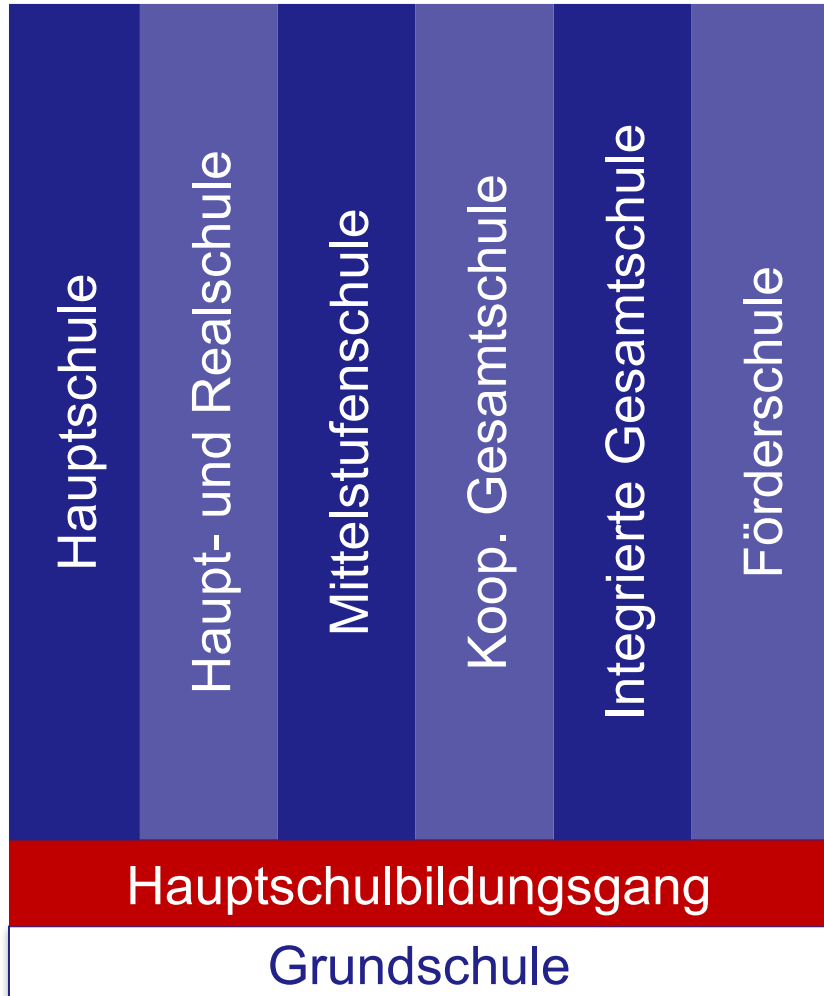 Hauptschule
Haupt- und Realschule
Mittelstufenschule
Koop. Gesamtschule
Integrierte Gesamtschule
Förderschule
Hauptschulbildungsgang
Grundschule